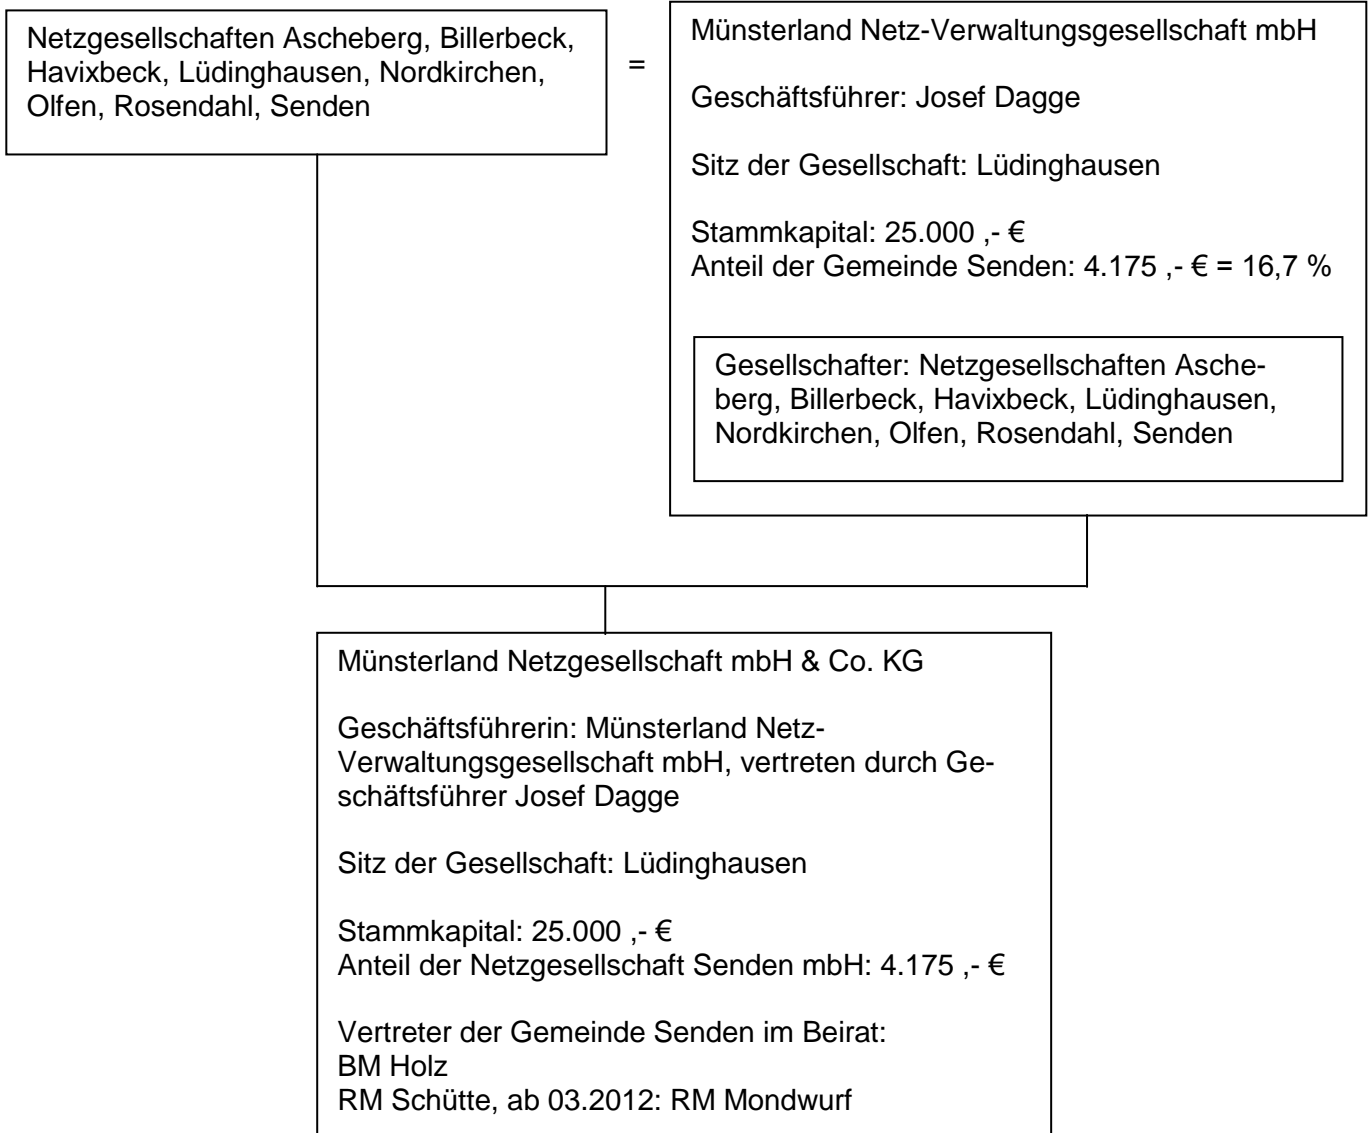 Netzgesellschaften Ascheberg, Billerbeck,
Havixbeck, Lüdinghausen, Nordkirchen,
Olfen, Rosendahl, Senden
=
Münsterland Netz-Verwaltungsgesellschaft mbH
Geschäftsführer: Josef Dagge
Sitz der Gesellschaft: Lüdinghausen
Stammkapital: 25.000 ,- €
Anteil der Gemeinde Senden: 4.175 ,- € = 16,7 %
Gesellschafter: Netzgesellschaften Asche-
berg, Billerbeck, Havixbeck, Lüdinghausen,
Nordkirchen, Olfen, Rosendahl, Senden
Münsterland Netzgesellschaft mbH & Co. KG
Geschäftsführerin: Münsterland Netz-
Verwaltungsgesellschaft mbH, vertreten durch Ge-
schäftsführer Josef Dagge
Sitz der Gesellschaft: Lüdinghausen
Stammkapital: 25.000 ,- €
Anteil der Netzgesellschaft Senden mbH: 4.175 ,- €
Vertreter der Gemeinde Senden im Beirat:
BM Holz
RM Schütte, ab 03.2012: RM Mondwurf